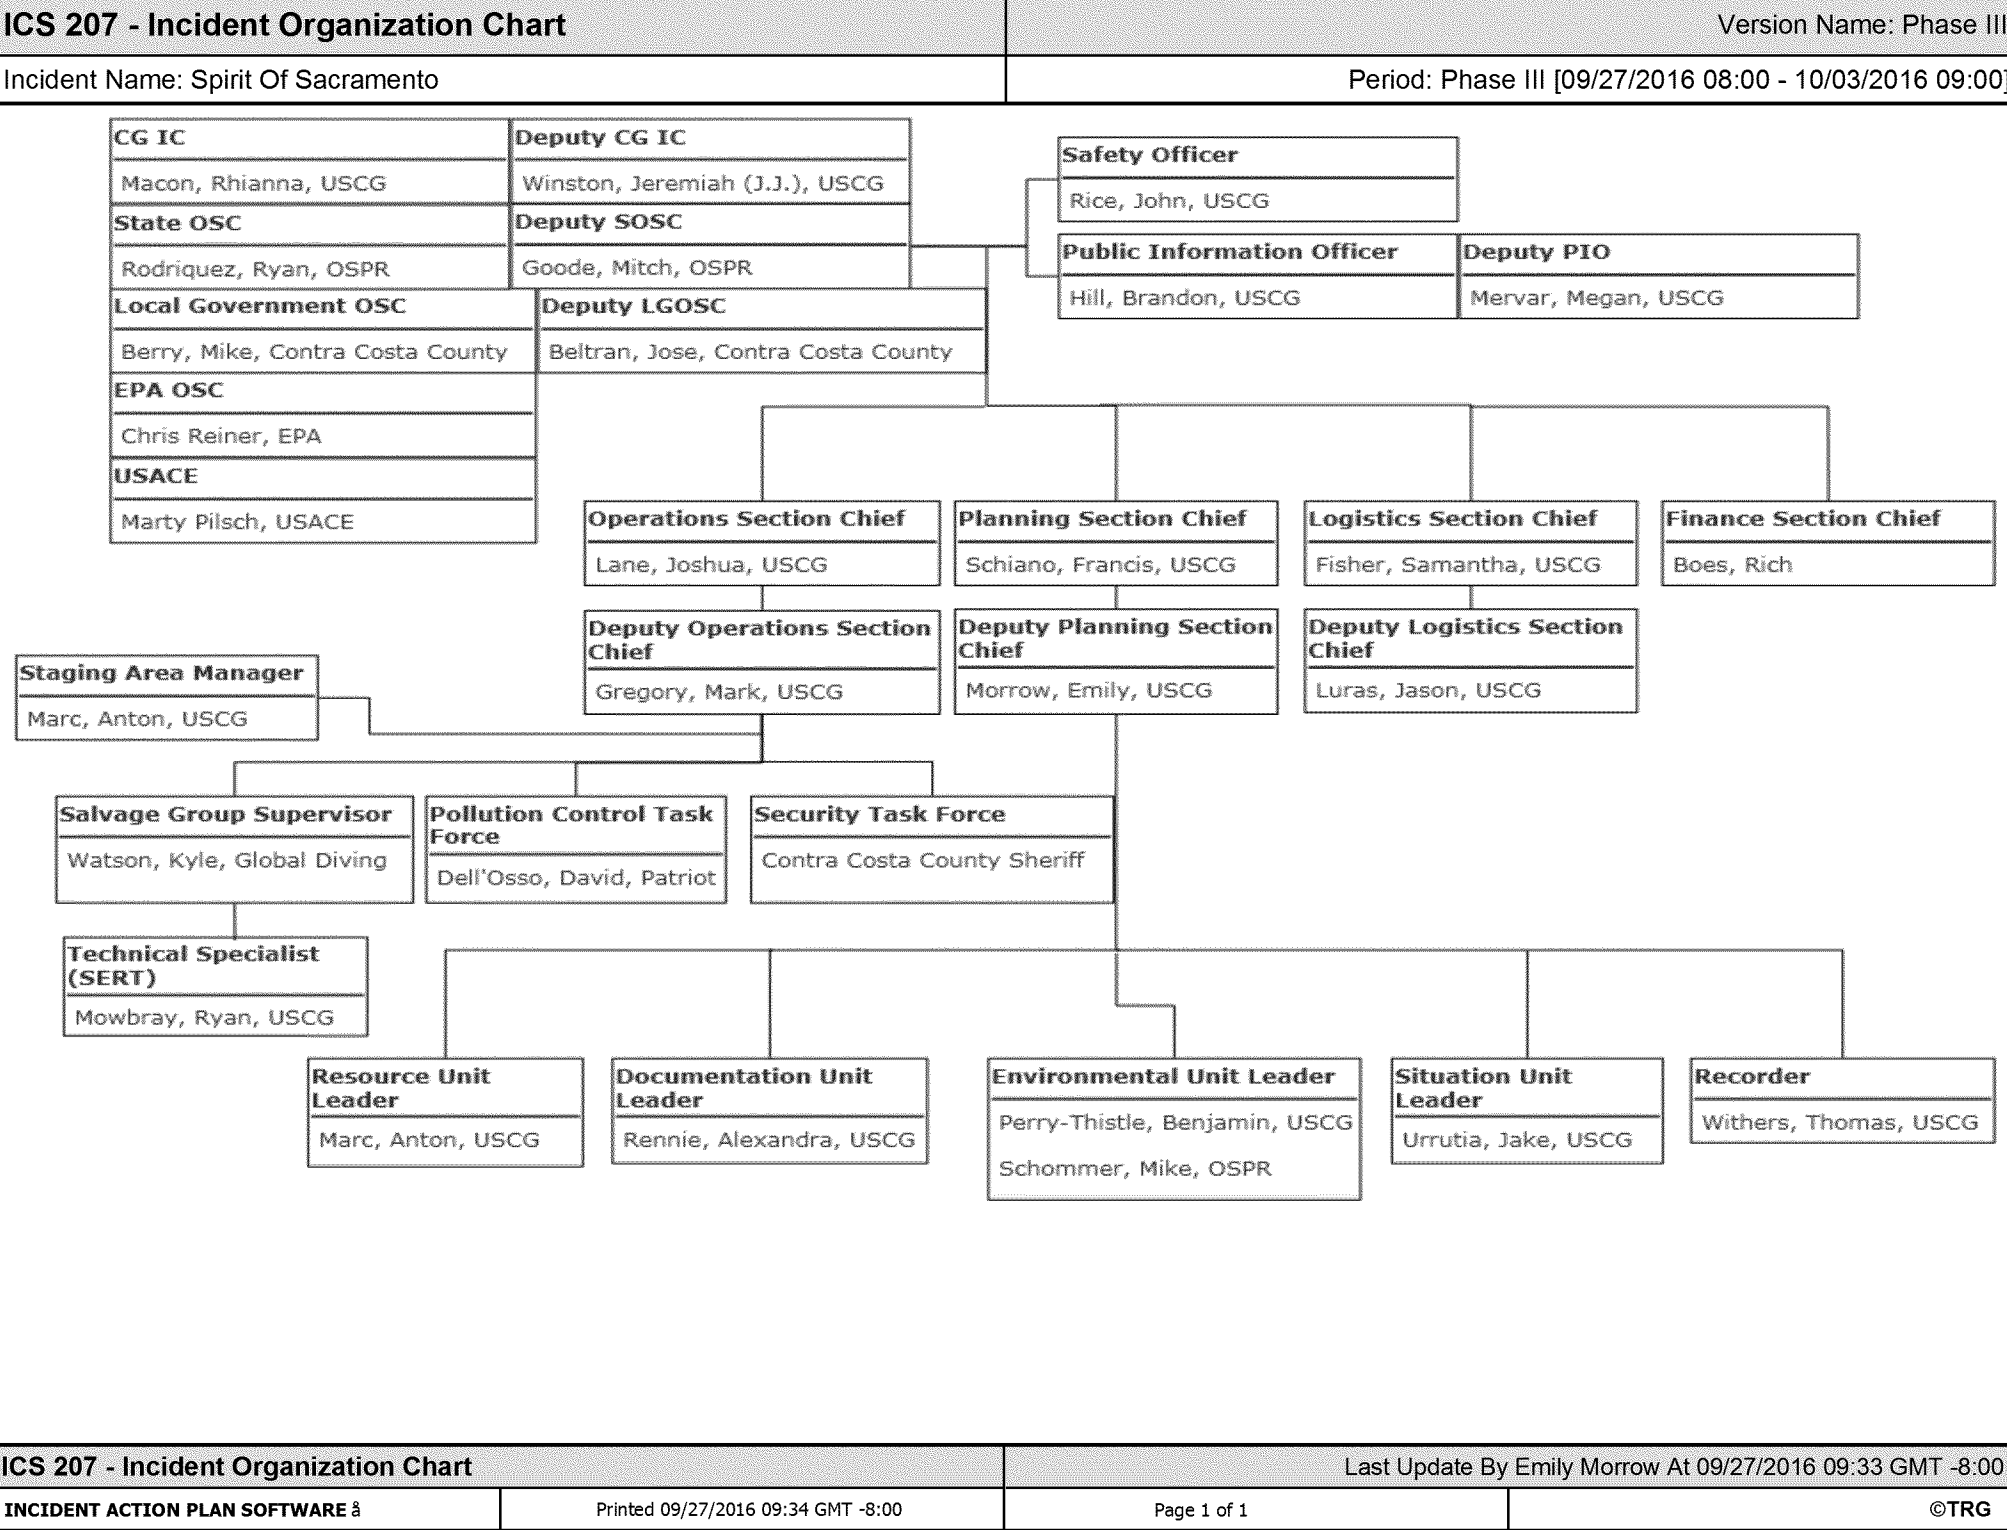 ICS 207 - Incident Organization Chart
Version Name: Phase III
Incident Name: Spirit Of Sacramento
Period: Phase III [09/27/2016 08:00 - 10/03/2016 09:00]
CG IC
Macon, Rhianna, USCG
Deputy CG IC
Winston, Jeremiah (J.J.), USCG
State OSC
Rodriquez, Ryan, OSPR
Deputy SOSC
Goode, Mitch, OSPR
Local Government OSC
Berry, Mike, Contra Costa County
Deputy LGOSC
Beltran, Jose, Contra Costa County
EPA OSC
Chris Reiner, EPA
USACE
Marty Pilsch, USACE
Safety Officer
Rice, John, USCG
Public Information Officer
Hill, Brandon, USCG
Deputy PIO
Mervar, Megan, USCG
Operations Section Chief
Lane, Joshua, USCG
Planning Section Chief
Schiano, Francis, USCG
Logistics Section Chief
Fisher, Samantha, USCG
Finance Section Chief
Boes, Rich
Deputy Operations Section
Chief
Gregory, Mark, USCG
Deputy Planning Section
Chief
Morrow, Emily, USCG
Deputy Logistics Section
Chief
Luras, Jason, USCG
Staging Area Manager
Marc, Anton, USCG
Salvage Group Supervisor
Watson, Kyle, Global Diving
Pollution Control Task
Force
Dell'Osso, David, Patriot
Security Task Force
Contra Costa County Sheriff
Technical Specialist
(SERT)
Mowbray, Ryan, USCG
Resource Unit
Leader
Marc, Anton, USCG
Documentation Unit
Leader
Rennie, Alexandra, USCG
Environmental Unit Leader
Perry-Thistle, Benjamin, USCG
Schommer, Mike, OSPR
Situation Unit
Leader
Urrutia, Jake, USCG
Recorder
Withers, Thomas, USCG
ICS 207 - Incident Organization Chart
Last Update By Emily Morrow At 09/27/2016 09:33 GMT -8:00
INCIDENT ACTION PLAN SOFTWARE å
Printed 09/27/2016 09:34 GMT -8:00
Page 1 of 1
©TRG